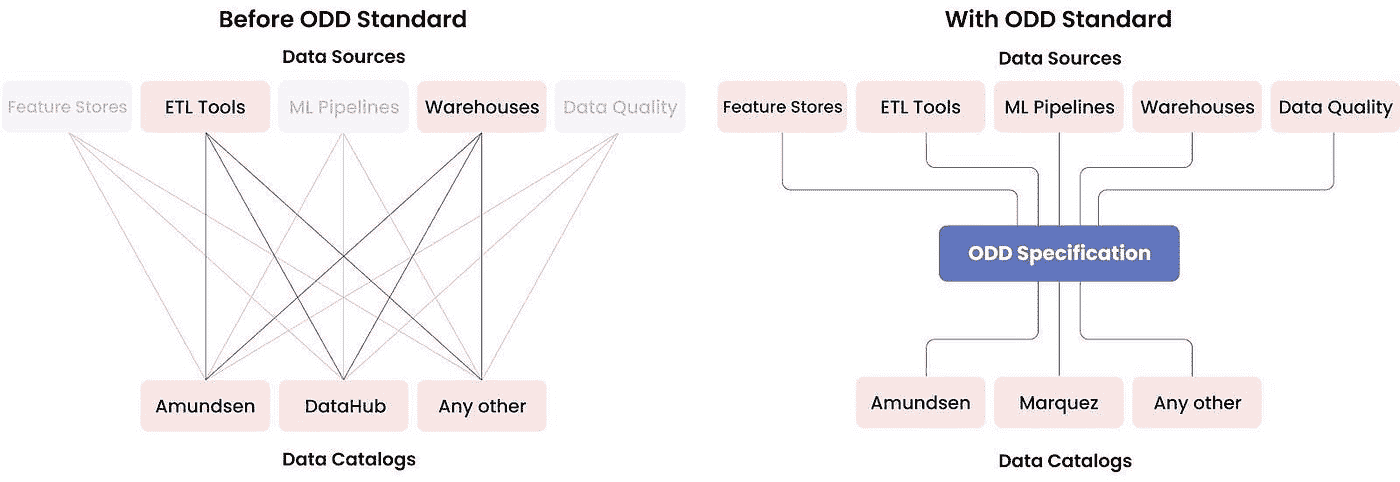 Before ODD Standard
Data Sources
Feature Stores
ETL Tools
ML Pipelines
Warehouses
Data Quality
Amundsen
DataHub
Any other
Data Catalogs
With ODD Standard
Data Sources
Feature Stores
ETL Tools
ML Pipelines
Warehouses
Data Quality
ODD Specification
Amundsen
Marquez
Any other
Data Catalogs